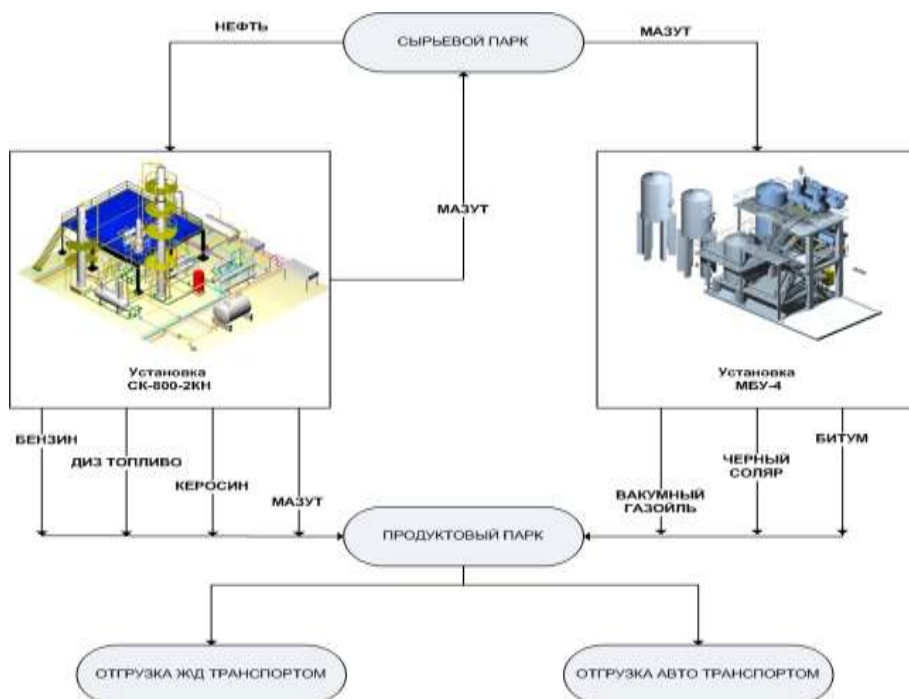 НЕФТЬ
СЫРЬЕВОЙ ПАРК
МАЗУТ
МАЗУТ
Установка
СК-800-2КН
Установка
МБУ-4
БЕНЗИН
ДИЗ ТОПЛИВО
КЕРОСИН
МАЗУТ
ВАКУМНЫЙ
ГАЗОЙЛЬ
ЧЕРНЫЙ
СОЛЯР
БИТУМ
ПРОДУКТОВЫЙ ПАРК
ОТГРУЗКА Ж\Д ТРАНСПОРТОМ
ОТГРУЗКА АВТО ТРАНСПОРТОМ